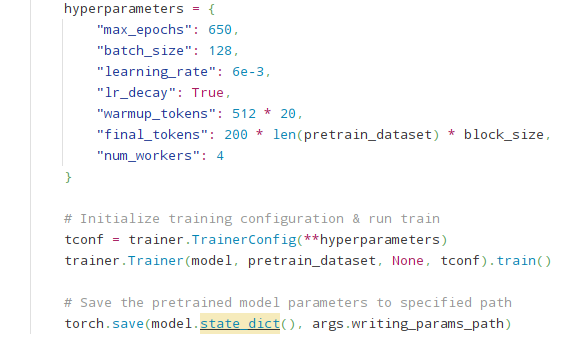 hyperparameters = {
    "max_epochs": 650,
    "batch_size": 128,
    "learning_rate": 6e-3,
    "lr_decay": True,
    "warmup_tokens": 512 * 20,
    "final_tokens": 200 * len(pretrain_dataset) * block_size,
    "num_workers": 4
}

# Initialize training configuration & run train
tconf = trainer.TrainerConfig(**hyperparameters)
trainer.Trainer(model, pretrain_dataset, None, tconf).train()

# Save the pretrained model parameters to specified path
torch.save(model.state_dict(), args.writing_params_path)